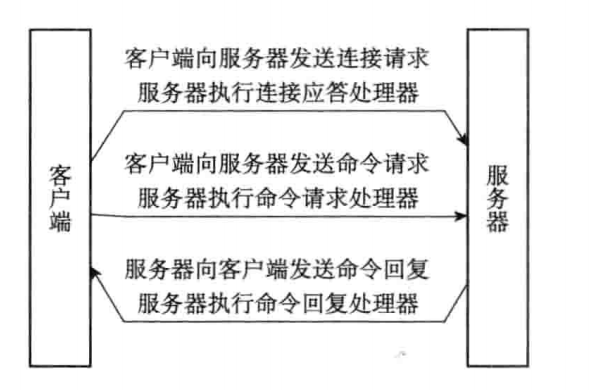 客户端向服务器发送连接请求
服务器执行连接应答处理器
客户端向服务器发送命令请求
服务器执行命令请求处理器
服务器向客户端发送命令回复
服务器执行命令回复处理器
客户端
服务器